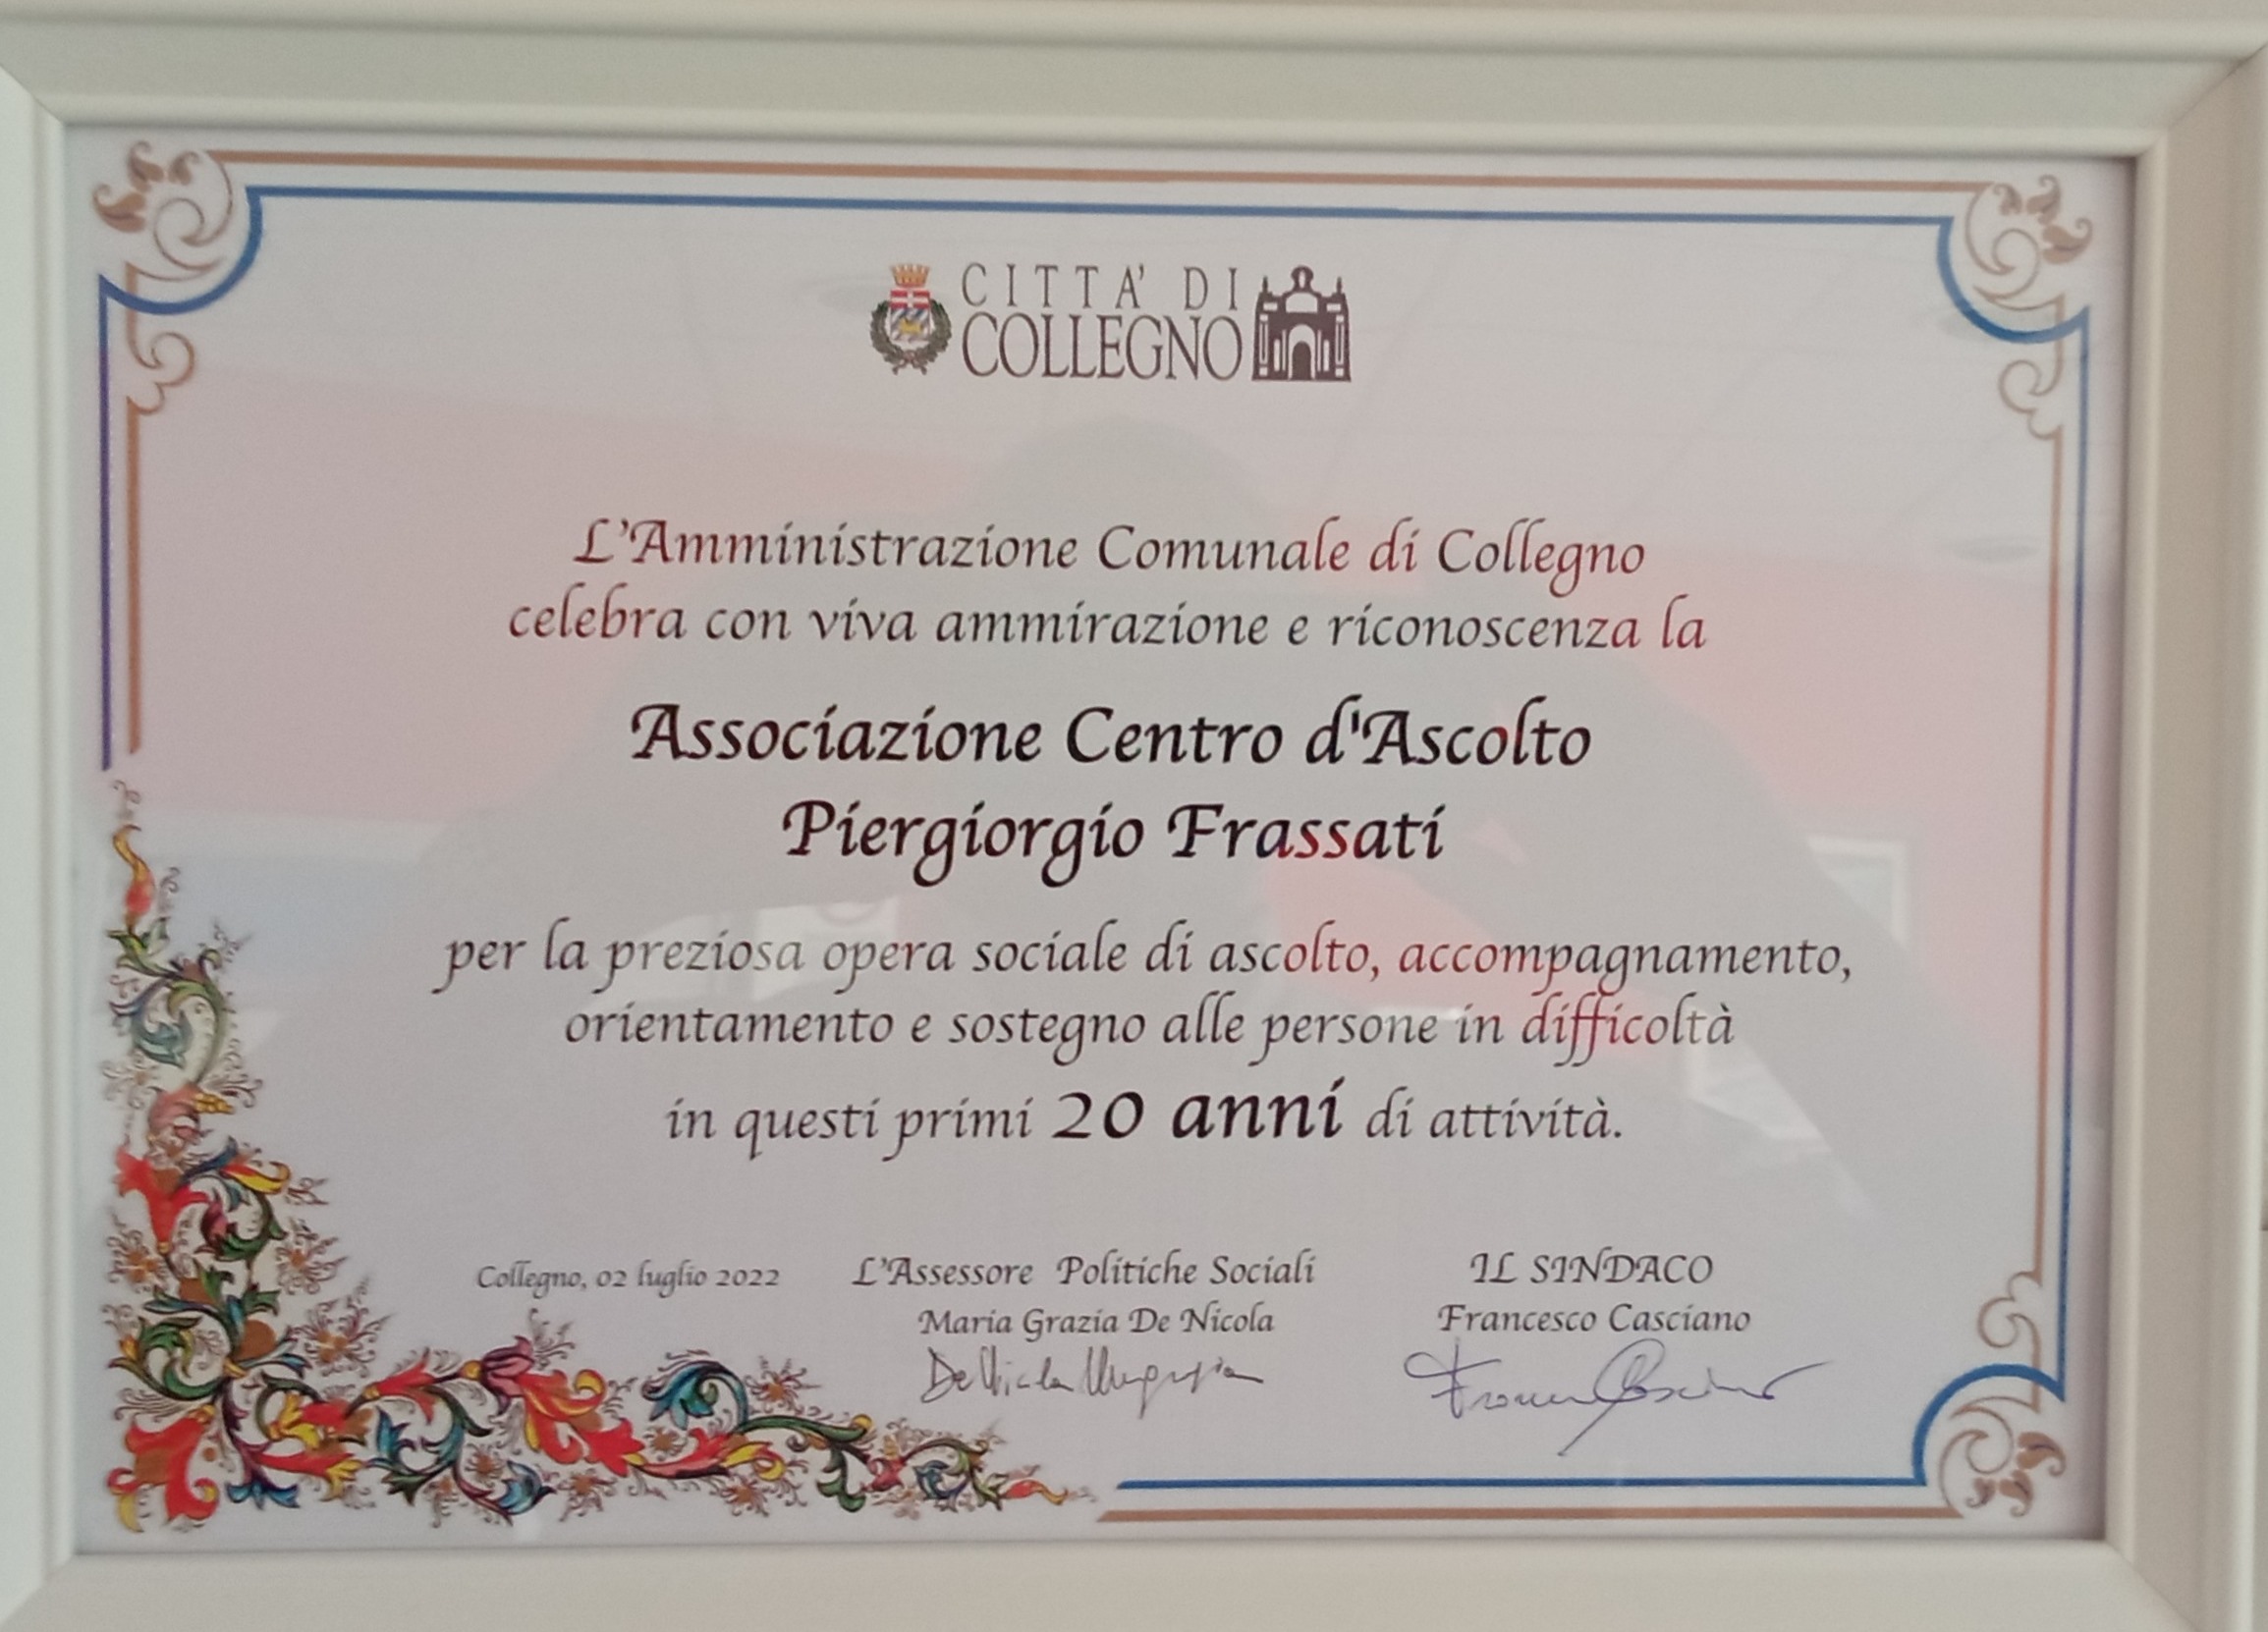 CITTA' DI
COLLEGNO
L'Amministrazione Comunale di Collegno
celebra con viva ammirazione e riconoscenza la
Associazione Centro d'Ascolto
Piergiorgio Frassati
per la preziosa opera sociale di ascolto, accompagnamento,
orientamento e sostegno alle persone in difficoltà
in questi primi 20 anni di attività.
Collegno, 02 luglio 2022
L'Assessore Politiche Sociali
Maria Grazia De Nicola
IL SINDACO
Francesco Casciano